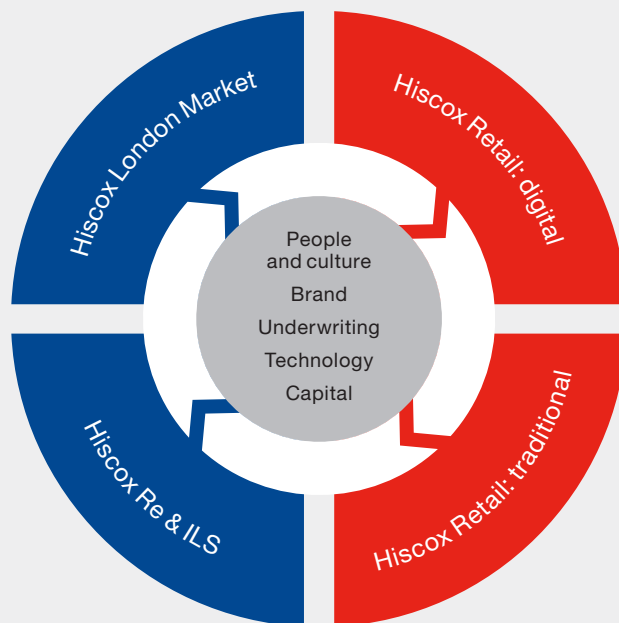 Hiscox London Market
Hiscox Retail: digital
People
and culture
Brand
Underwriting
Technology
Capital
Hiscox Re & ILS
Hiscox Retail: traditional